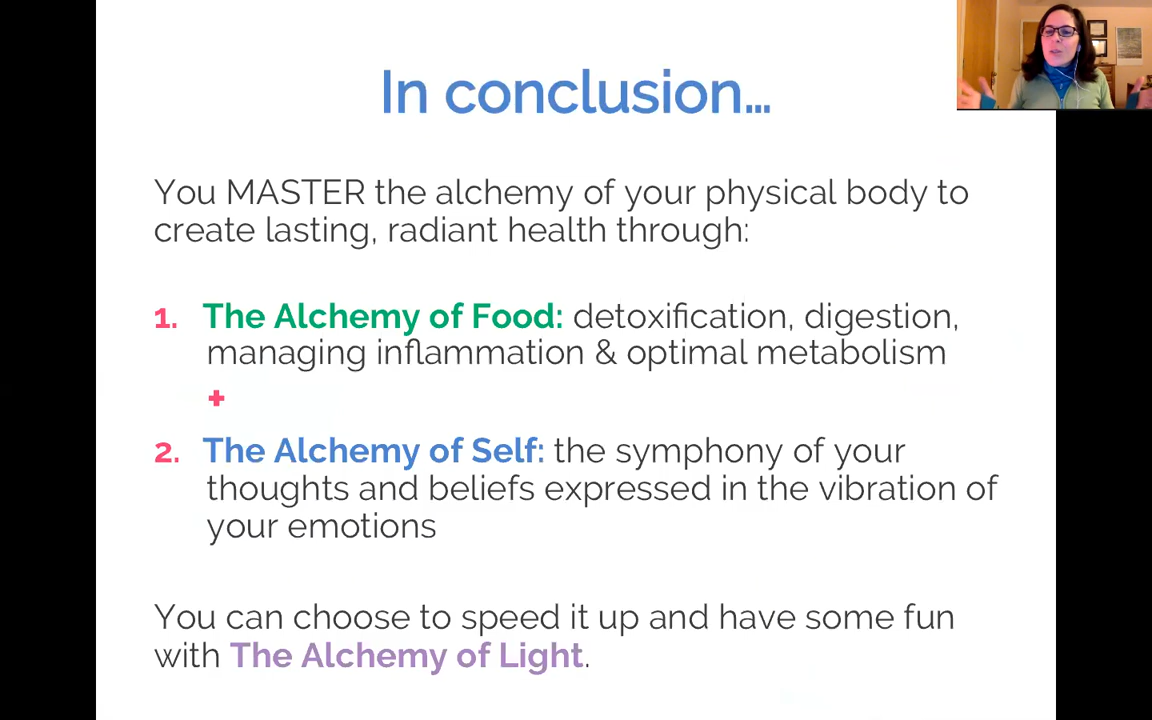 In conclusion...
You MASTER the alchemy of your physical body to
create lasting, radiant health through:
1. The Alchemy of Food: detoxification, digestion,
managing inflammation & optimal metabolism
+
2. The Alchemy of Self: the symphony of your
thoughts and beliefs expressed in the vibration of
your emotions
You can choose to speed it up and have some fun
with The Alchemy of Light.